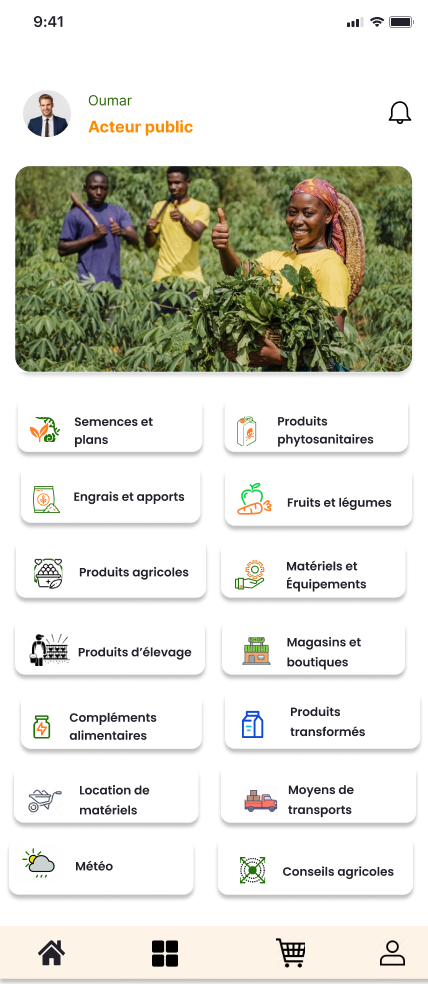 9:41
Oumar
Acteur public
Semences et
plans
Produits
phytosanitaires
Engrais et apports
Fruits et légumes
Produits agricoles
Matériels et
Équipements
Produits d’élevage
SHOP
Magasins et
boutiques
Compléments
alimentaires
Produits
transformés
Location de
matériels
Moyens de
transports
Météo
Conseils agricoles